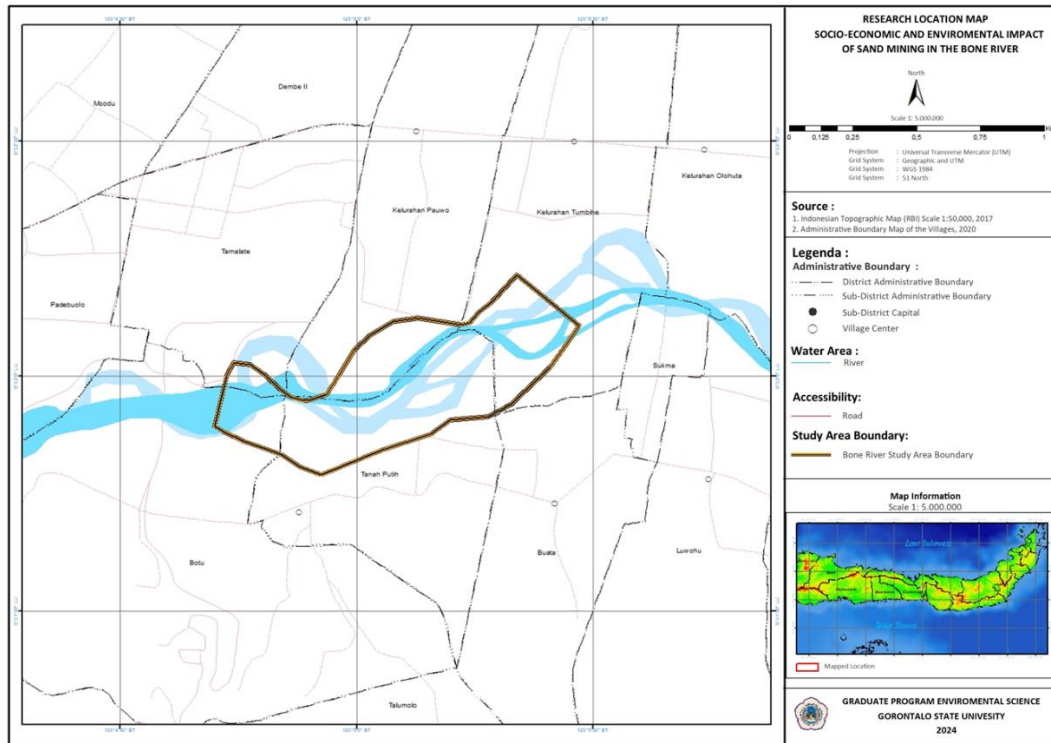 RESEARCH LOCATION MAP
SOCIO-ECONOMIC AND ENVIROMENTAL IMPACT
OF SAND MINING IN THE BONE RIVER
North
Scale 1: 5.000.000
0 0,125 0,25 0,5 0,75 1
Projection : Universal Transverse Mercator (UTM)
Grid System : Geographic and UTM
Grid System : WGS 1984
Grid System : 51 North
Source :
1. Indonesian Topographic Map (RBI) Scale 1:50,000, 2017
2. Administrative Boundary Map of the Villages, 2020
Legenda :
Administrative Boundary :
District Administrative Boundary
Sub-District Administrative Boundary
Sub-District Capital
Village Center
Water Area :
River
Accessibility:
Road
Study Area Boundary:
Bone River Study Area Boundary
Map Information
Scale 1: 5.000.000
Mapped Location
GRADUATE PROGRAM ENVIROMENTAL SCIENCE
GORONTALO STATE UNIVESITY
2024
Dembe II
Moodu
Kelurahan Olohuta
Kelurahan Pauwo
Kelurahan Tumbihe
Tamalate
Padebuolo
Sukma
Tanah Putih
Buata
Luwohu
Botu
Talumolo